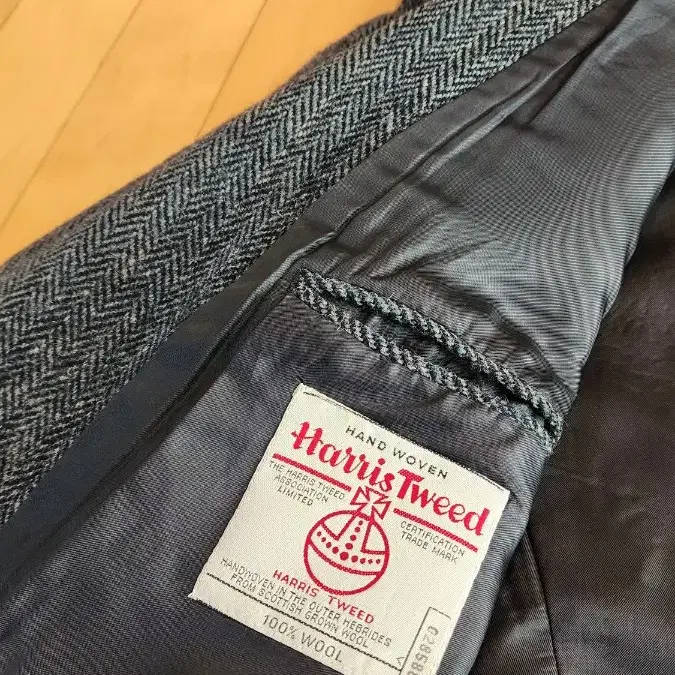 HAND WOVEN
Harris Tweed
THE HARRIS TWEED
ASSOCIATION
LIMITED
CERTIFICATION
TRADE MARK
HARRIS TWEED
HANDWOVEN IN THE OUTER HEBRIDES
FROM SCOTTISH GROWN WOOL
100% WOOL